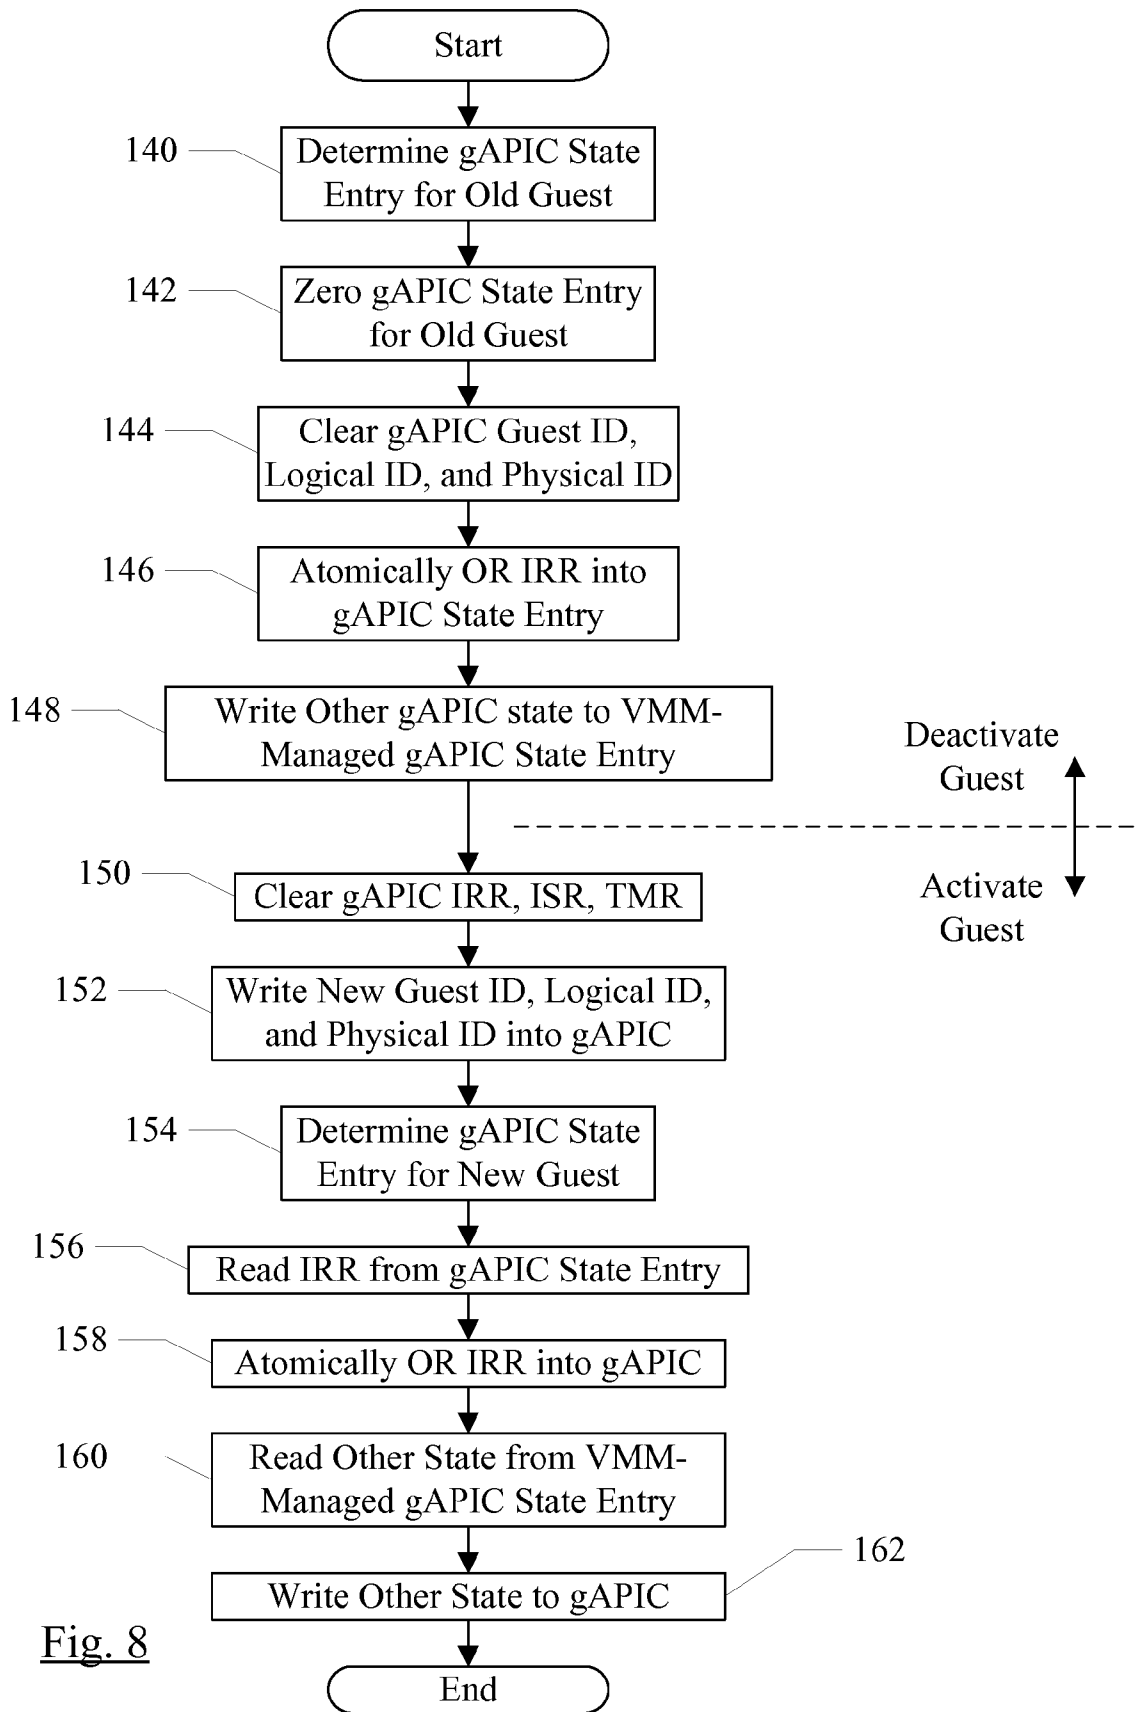 Start
140
Determine gAPIC State
Entry for Old Guest
142
Zero gAPIC State Entry
for Old Guest
144
Clear gAPIC Guest ID,
Logical ID, and Physical ID
146
Atomically OR IRR into
gAPIC State Entry
148
Write Other gAPIC state to VMM-
Managed gAPIC State Entry
Deactivate
Guest
150
Clear gAPIC IRR, ISR, TMR
Activate
Guest
152
Write New Guest ID, Logical ID,
and Physical ID into gAPIC
154
Determine gAPIC State
Entry for New Guest
156
Read IRR from gAPIC State Entry
158
Atomically OR IRR into gAPIC
160
Read Other State from VMM-
Managed gAPIC State Entry
162
Write Other State to gAPIC
Fig. 8
End